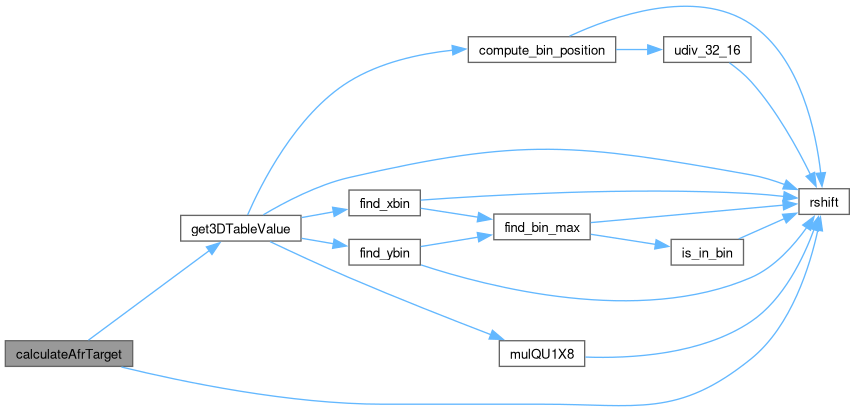 compute_bin_position
udiv_32_16
find_xbin
rshift
get3DTableValue
find_bin_max
find_ybin
is_in_bin
calculateAfrTarget
mulQU1X8